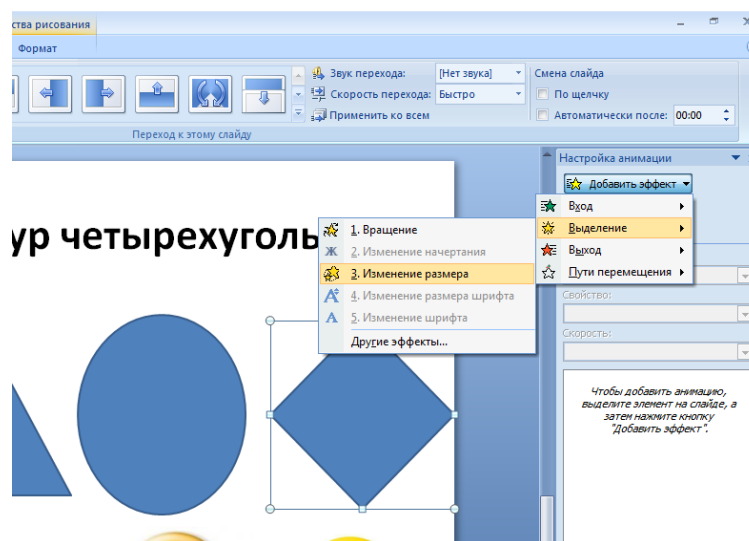 ства рисования
Формат
Звук перехода: [Нет звука]
Скорость перехода: Быстро
Применить ко всем
Переход к этому слайду
Смена слайда
По щелчку
Автоматически после: 00:00
Настройка анимации
Добавить эффект
Вход
Выделение
Выход
Пути перемещения
1. Вращение
2. Изменение начертания
3. Изменение размера
4. Изменение размера шрифта
5. Изменение шрифта
Другие эффекты...
Свойство:
Скорость:
Чтобы добавить анимацию,
выделите элемент на слайде, а
затем нажмите кнопку
"Добавить эффект".
ур четырехуголь